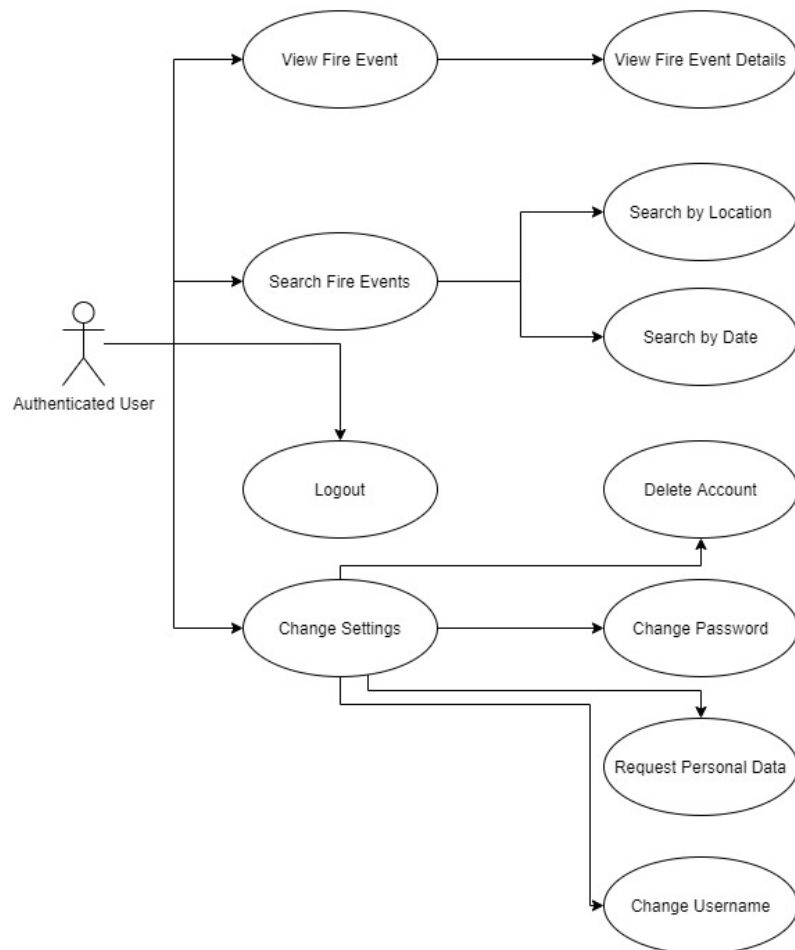 View Fire Event
View Fire Event Details
Search by Location
Search Fire Events
Search by Date
Authenticated User
Logout
Delete Account
Change Settings
Change Password
Request Personal Data
Change Username